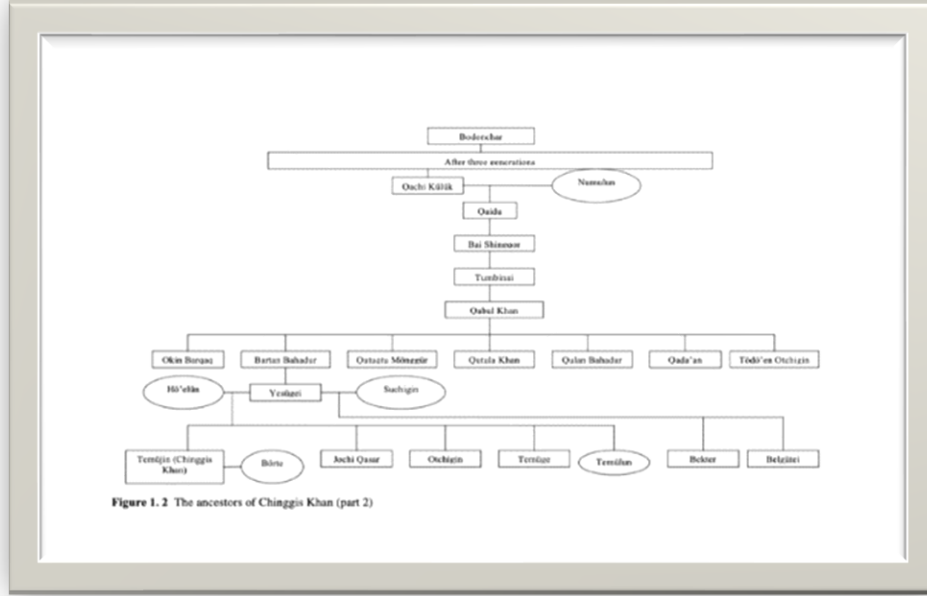 Bodonchar
After three generations
Qachi Külük
Numulun
Qaidu
Bai Shingqor
Tumbinai
Qabul Khan
Okin Barqaq
Bartan Bahadur
Qutuqtu Mönggür
Qutula Khan
Qulan Bahadur
Qada'an
Tödö'en Otchigin
Hö'elün
Yesügei
Suchigin
Temüjin (Chinggis
Khan)
Börte
Jochi Qasar
Otchigin
Temüge
Temülun
Bekter
Belgütei
Figure 1. 2 The ancestors of Chinggis Khan (part 2)